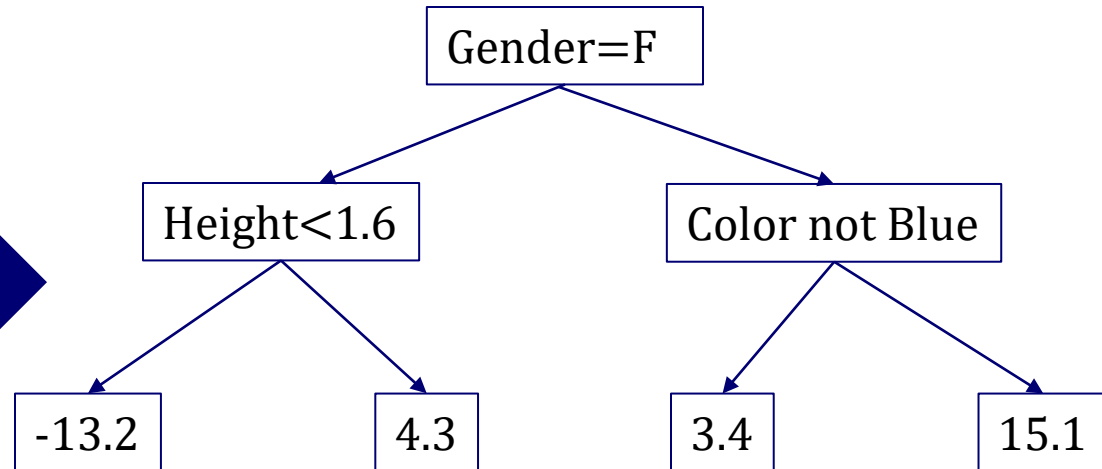 Gender=F
Height<1.6
Color not Blue
-13.2
4.3
3.4
15.1